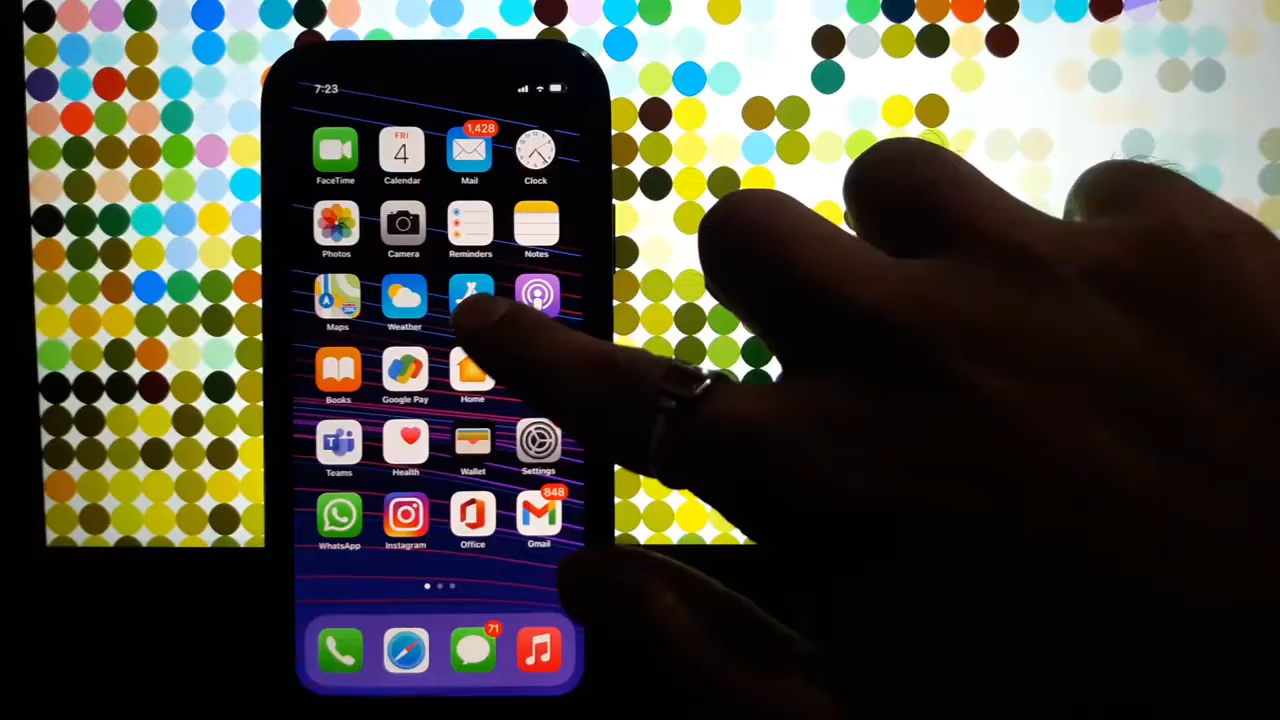 7:23
FRI
4
1,428
FaceTime Calendar Mail Clock
Photos Camera Reminders Notes
Maps Weather
Books Google Pay Home
Teams Health Wallet Settings
848
WhatsApp Instagram Office Gmail
71